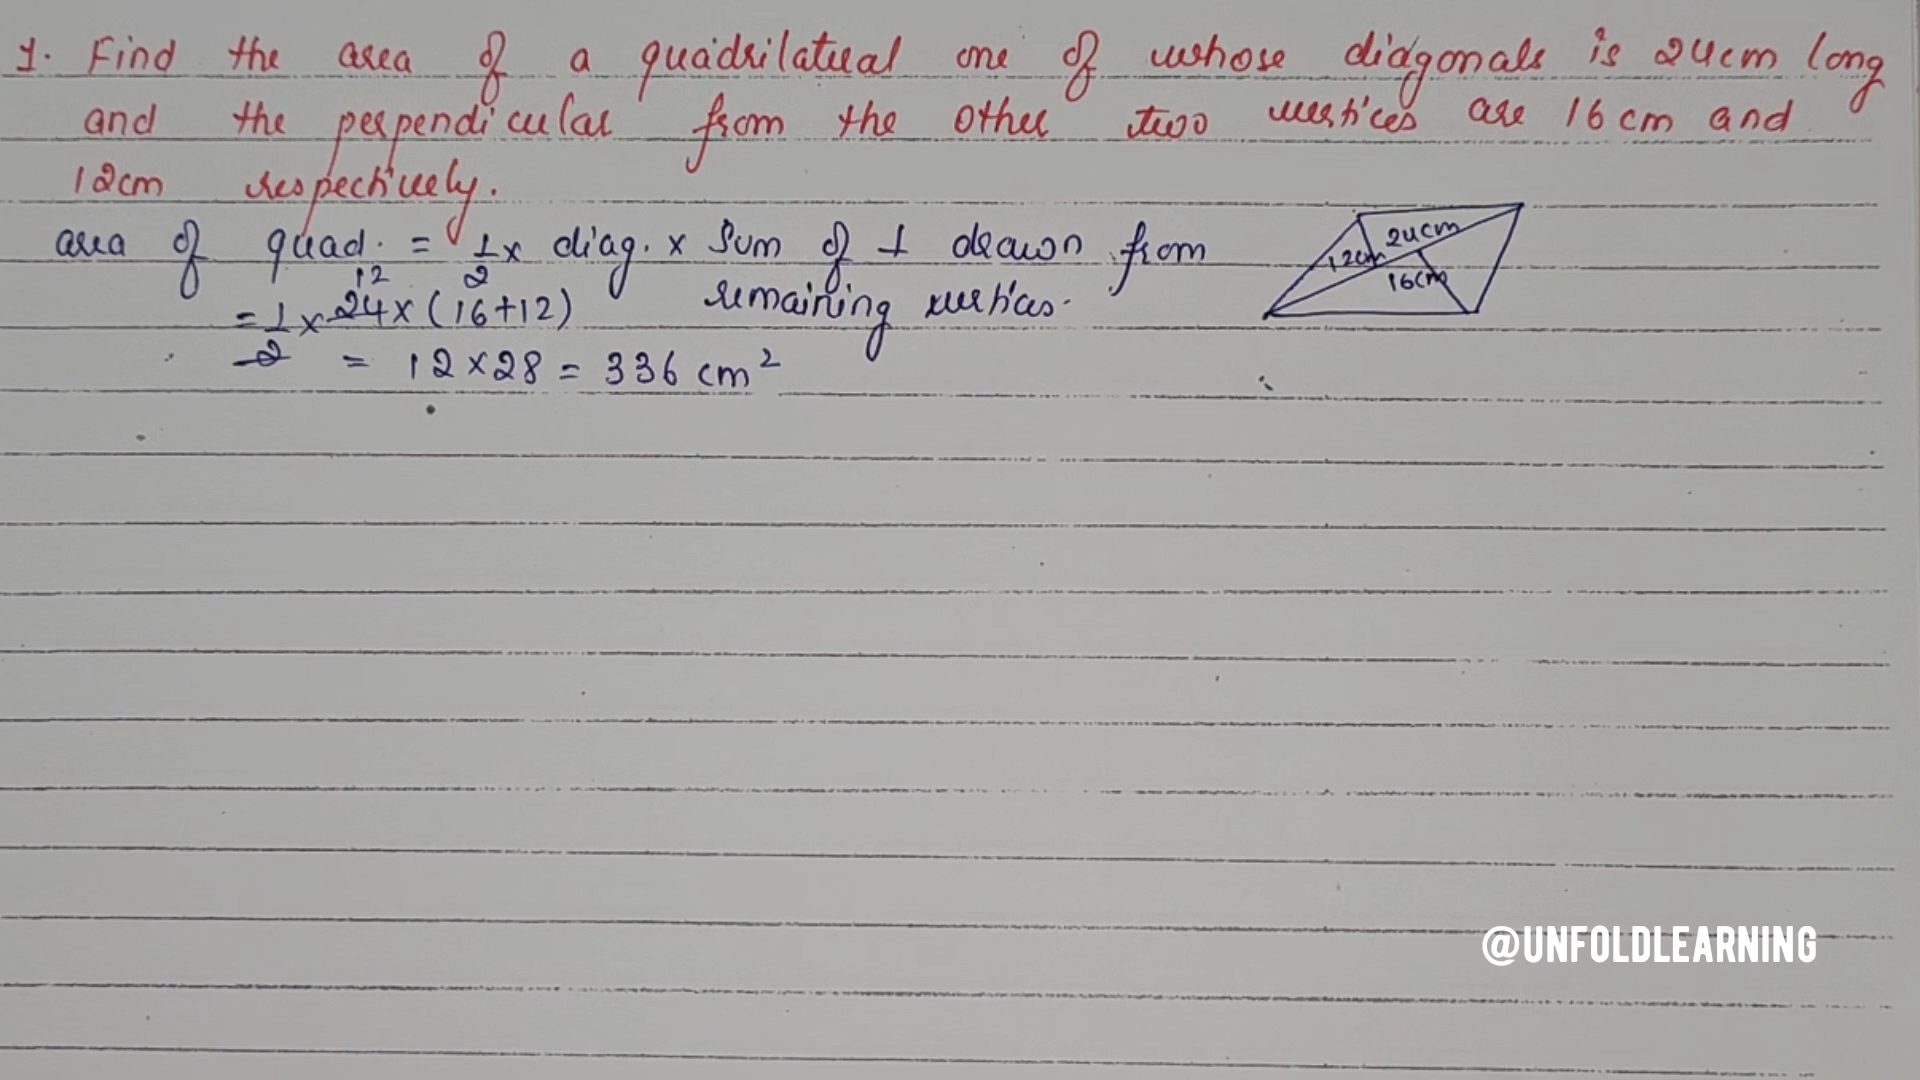 1. Find the area of a quadrilateral one of whose diagonals is 24cm long
and the perpendicular from the other two vertices are 16cm and
12cm respectively.
area of quad. = 1/2 × diag. × Sum of ⊥ drawn from
remaining vertices.
12
= 1/2 × 24 × (16+12)
= 12×28 = 336 cm²
24cm
12cm
16cm
@UNFOLDLEARNING